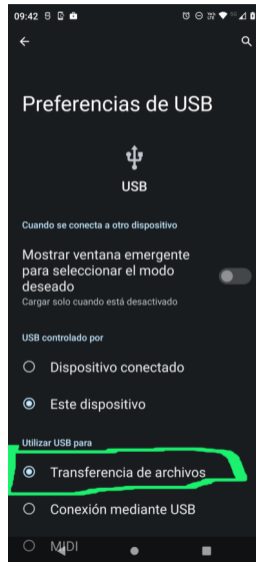 09:42
Preferencias de USB
USB
Cuando se conecta a otro dispositivo
Mostrar ventana emergente
para seleccionar el modo
deseado
Cargar solo cuando está desactivado
USB controlado por
Dispositivo conectado
Este dispositivo
Utilizar USB para
Transferencia de archivos
Conexión mediante USB
MIDI